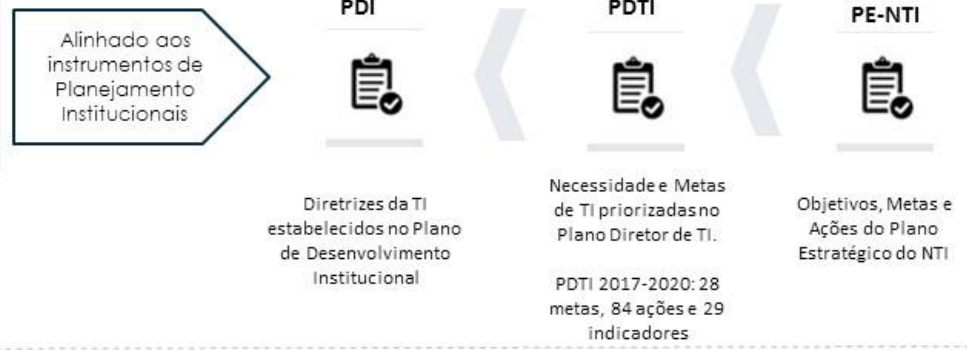 Alinhado aos
instrumentos de
Planejamento
Institucionais
PDI
Diretrizes da TI
estabelecidos no Plano
de Desenvolvimento
Institucional
PDTI
Necessidade e Metas
de TI priorizadas no
Plano Diretor de TI.
PDTI 2017-2020: 28
metas, 84 ações e 29
indicadores
PE-NTI
Objetivos, Metas e
Ações do Plano
Estratégico do NTI